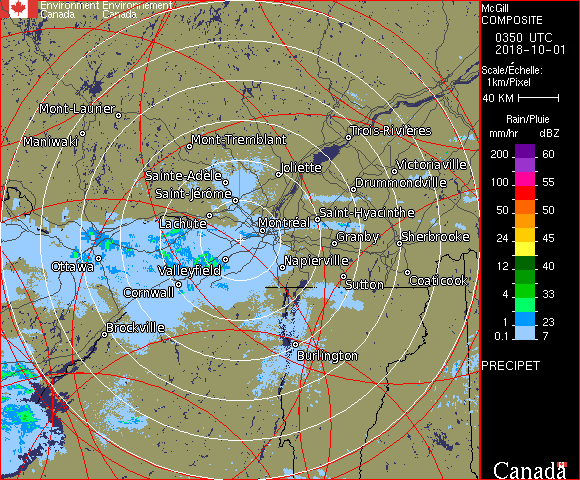 Environment Environnement
Canada Canada
McGill
COMPOSITE
0350 UTC
2018-10-01
Scale/Échelle:
1km/Pixel
40 KM
Rain/Pluie
mm/hr dBZ
200 60
100 55
50 50
24 45
12 40
4 33
1 23
0.1 7
PRECIPET
Canada
Mont-Laurier
Maniwaki
Mont-Tremblant
Trois-Rivières
Sainte-Adèle
Joliette
Victoriaville
Saint-Jérôme
Drummondville
Lachute
Montréal
Saint-Hyacinthe
Granby
Sherbrooke
Ottawa
Valleyfield
Napierville
Cornwall
Sutton
Coaticook
Brockville
Burlington